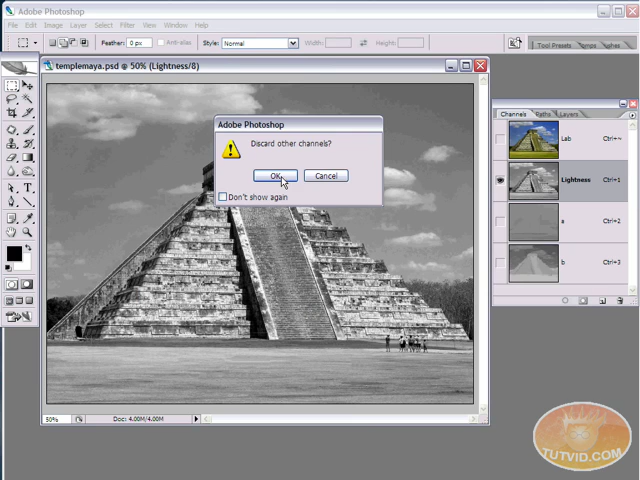 Adobe Photoshop
File Edit Image Layer Select Filter View Window Help
Feather: 0 px Anti-alias Style: Normal Width: Height:
Tool Presets Comps Layers
templemaya.psd @ 50% (Lightness/8)
Channels Paths Layers
Lab Ctrl+~
Lightness Ctrl+1
a Ctrl+2
b Ctrl+3
Adobe Photoshop
Discard other channels?
OK Cancel
Don't show again
50% Doc: 4.00M/4.00M
TUTVID.COM